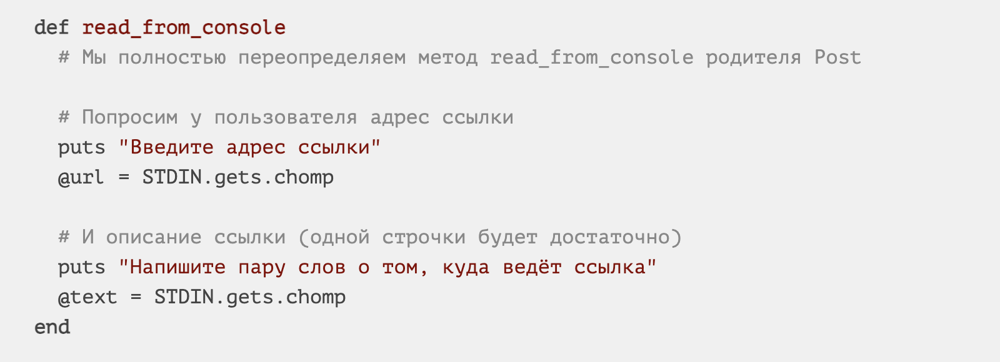 def read_from_console
# Мы полностью переопределяем метод read_from_console родителя Post
# Попросим у пользователя адрес ссылки
puts "Введите адрес ссылки"
@url = STDIN.gets.chomp
# И описание ссылки (одной строчки будет достаточно)
puts "Напишите пару слов о том, куда ведёт ссылка"
@text = STDIN.gets.chomp
end